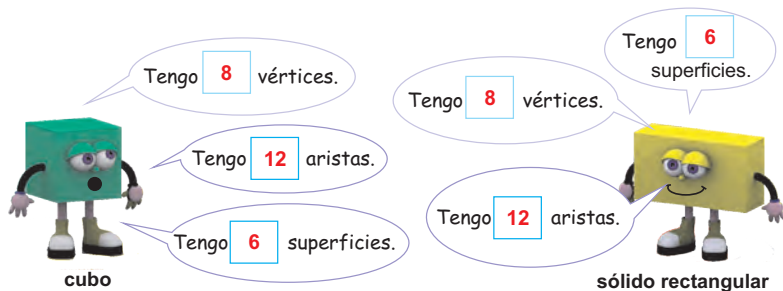 Tengo 8 vértices.
Tengo 12 aristas.
Tengo 6 superficies.
cubo
Tengo 6
superficies.
Tengo 8 vértices.
Tengo 12 aristas.
sólido rectangular